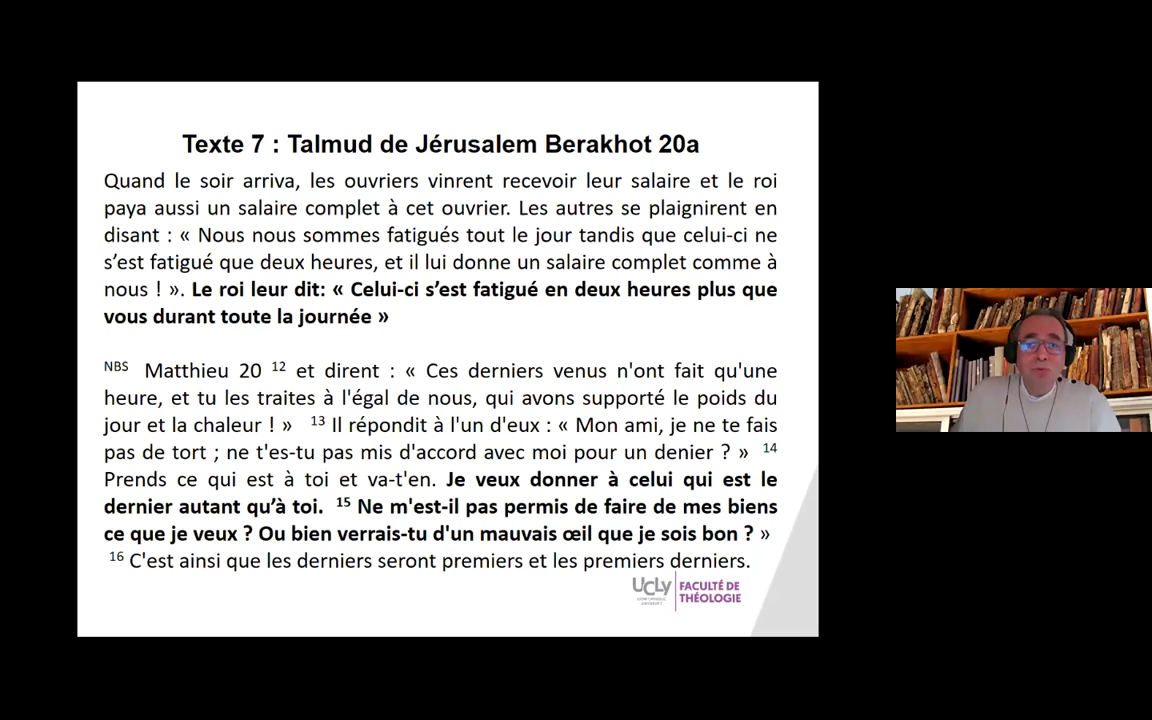 Texte 7 : Talmud de Jérusalem Berakhot 20a
Quand le soir arriva, les ouvriers vinrent recevoir leur salaire et le roi
paya aussi un salaire complet à cet ouvrier. Les autres se plaignirent en
disant : « Nous nous sommes fatigués tout le jour tandis que celui-ci ne
s’est fatigué que deux heures, et il lui donne un salaire complet comme à
nous ! ». Le roi leur dit: « Celui-ci s’est fatigué en deux heures plus que
vous durant toute la journée »
NBS Matthieu 20 12 et dirent : « Ces derniers venus n'ont fait qu'une
heure, et tu les traites à l'égal de nous, qui avons supporté le poids du
jour et la chaleur ! » 13 Il répondit à l'un d'eux : « Mon ami, je ne te fais
pas de tort ; ne t'es-tu pas mis d'accord avec moi pour un denier ? » 14
Prends ce qui est à toi et va-t'en. Je veux donner à celui qui est le
dernier autant qu’à toi. 15 Ne m'est-il pas permis de faire de mes biens
ce que je veux ? Ou bien verrais-tu d'un mauvais œil que je sois bon ? »
16 C'est ainsi que les derniers seront premiers et les premiers derniers.
UCLy
LYON CATHOLIC
UNIVERSITY
FACULTÉ DE
THÉOLOGIE